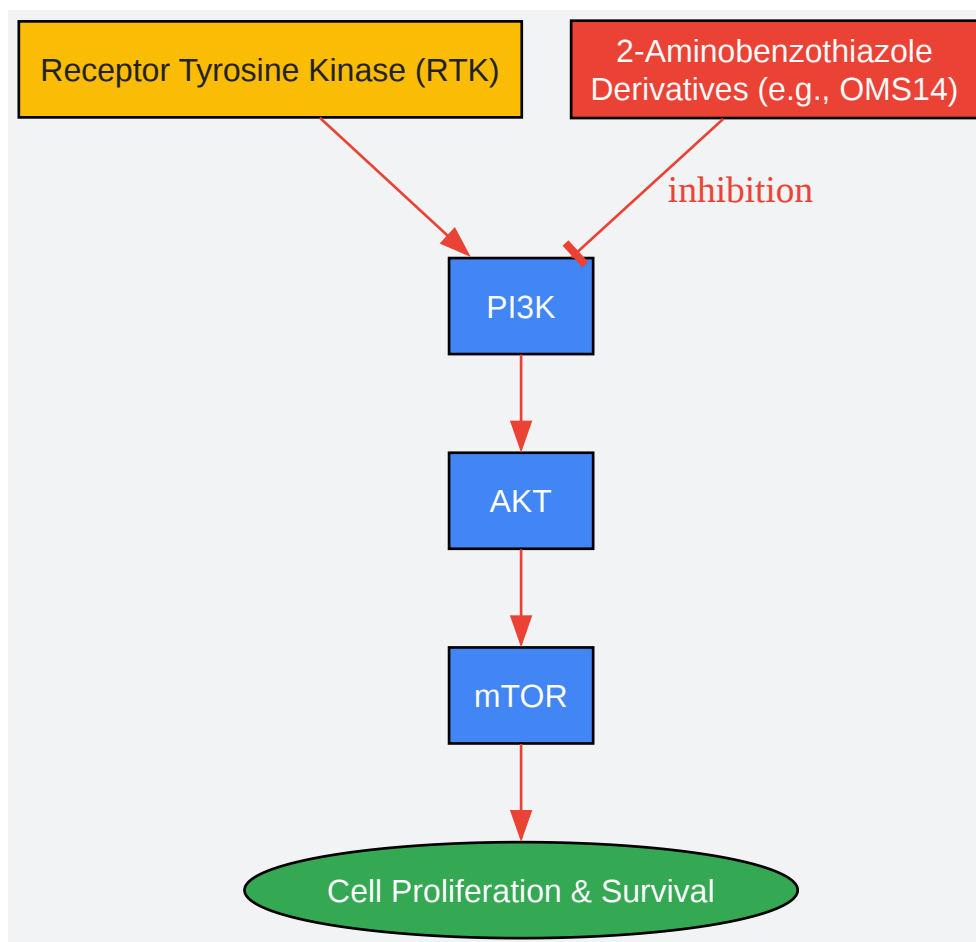 Receptor Tyrosine Kinase (RTK)
2-Aminobenzothiazole
Derivatives (e.g., OMS14)
inhibition
PI3K
AKT
mTOR
Cell Proliferation & Survival